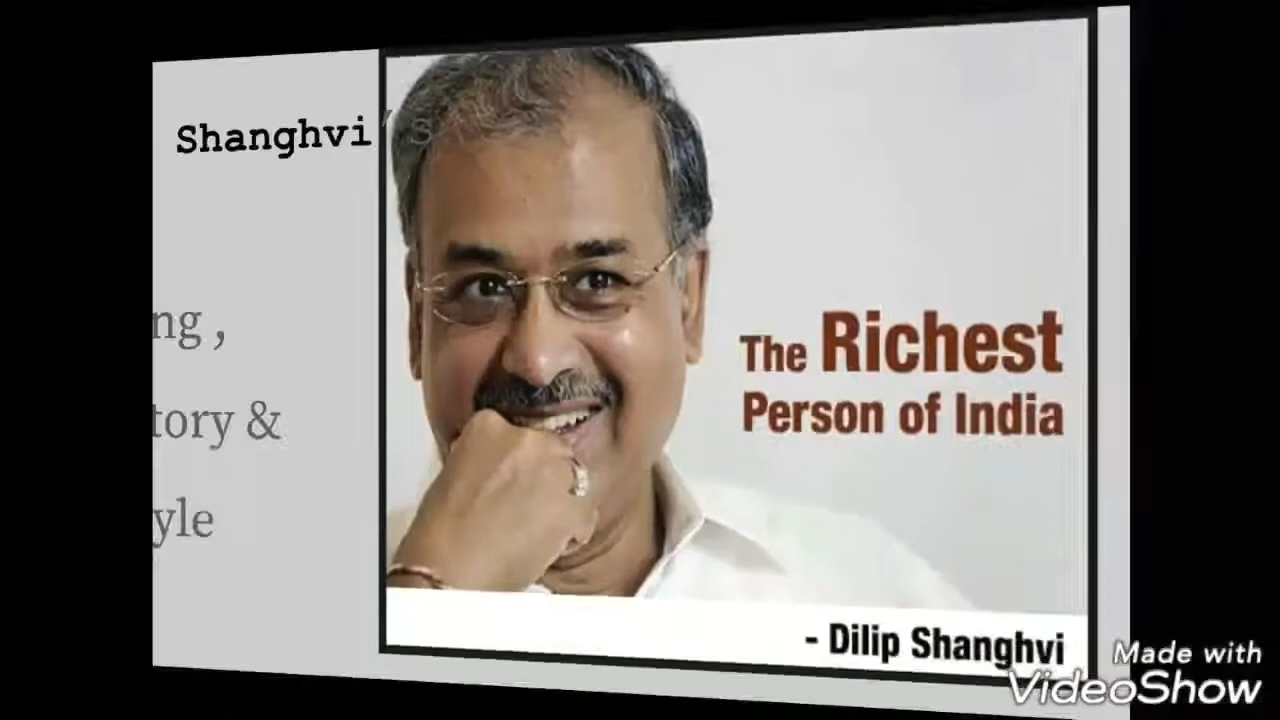 Shanghvi's
ng ,
tory &
yle
The Richest
Person of India
- Dilip Shanghvi
Made with
VideoShow